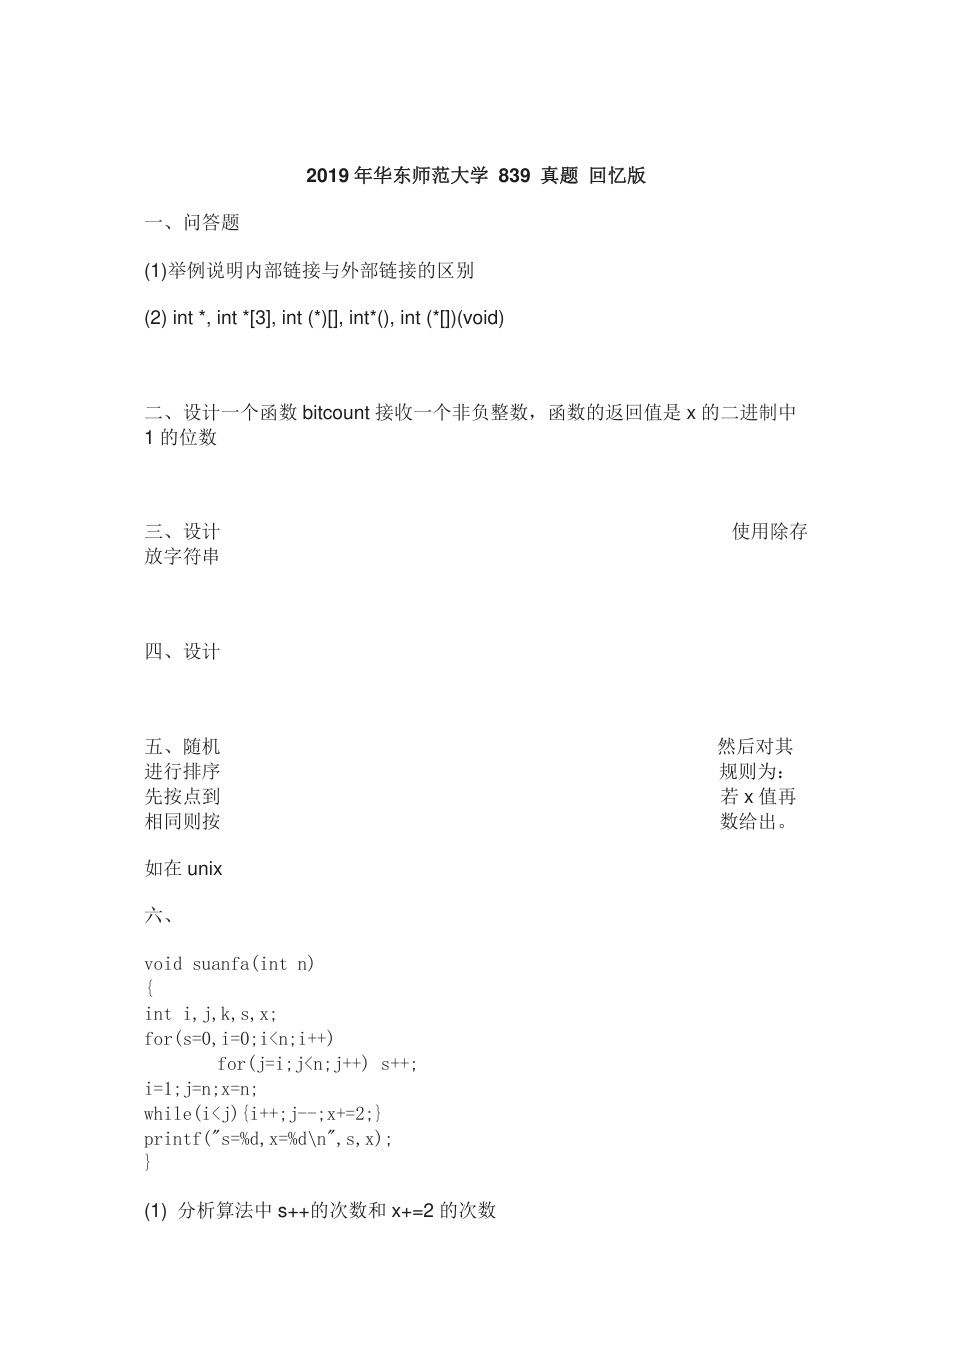 2019 年华东师范大学 839 真题 回忆版
一、问答题
(1)举例说明内部链接与外部链接的区别
(2) int *, int *[3], int (*)[], int*(), int (*[])(void)
二、设计一个函数 bitcount 接收一个非负整数，函数的返回值是 x 的二进制中
1 的位数
三、设计 使用除存
放字符串
四、设计
五、随机 然后对其
进行排序 规则为：
先按点到 若 x 值再
相同则按 数给出。
如在 unix
六、
void suanfa(int n)
{
int i,j,k,s,x;
for(s=0,i=0;i<n;i++)
for(j=i;j<n;j++) s++;
i=1;j=n;x=n;
while(i<j){i++;j--;x+=2;}
printf("s=%d,x=%d\n",s,x);
}
(1) 分析算法中 s++的次数和 x+=2 的次数